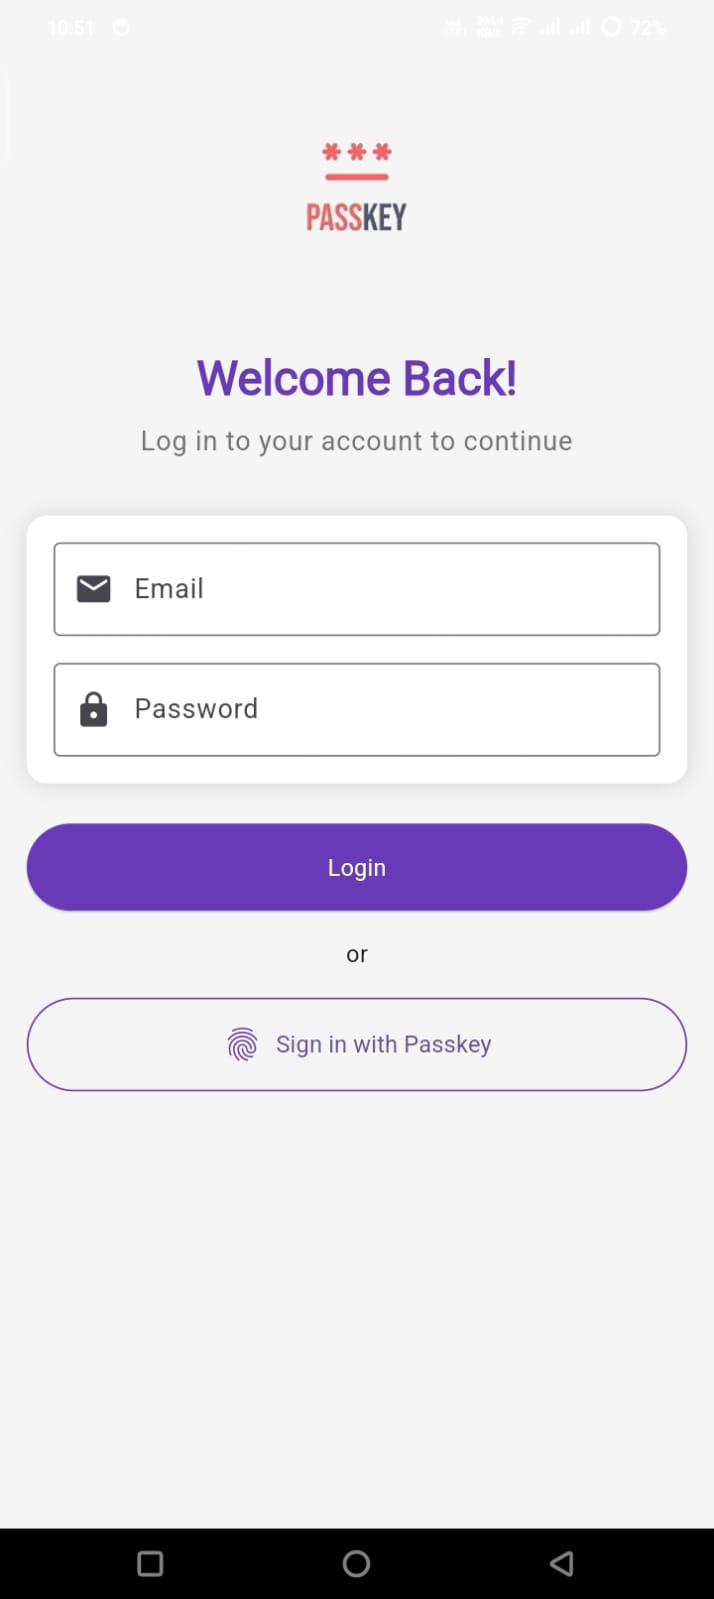 10:51 72%
***
PASSKEY
Welcome Back!
Log in to your account to continue
Email
Password
Login
or
Sign in with Passkey